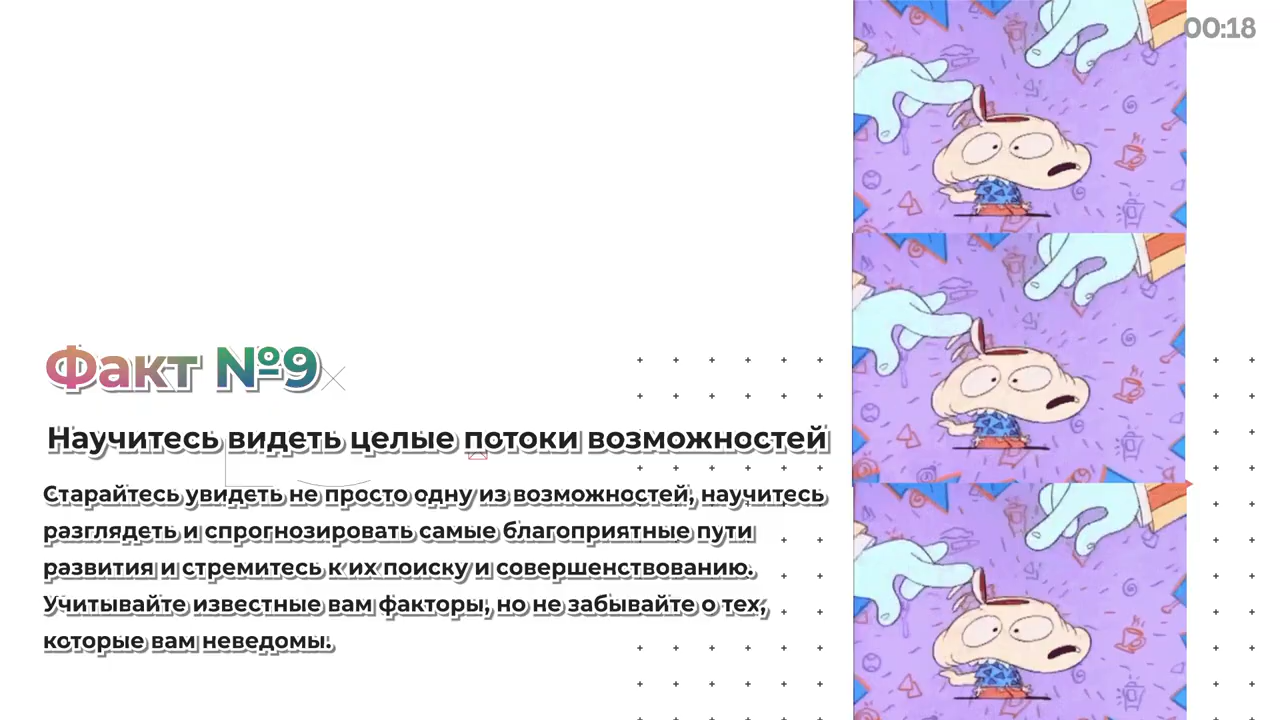 00:18
Факт №9
Научитесь видеть целые потоки возможностей
Старайтесь увидеть не просто одну из возможностей, научитесь
разглядеть и спрогнозировать самые благоприятные пути
развития и стремитесь к их поиску и совершенствованию.
Учитывайте известные вам факторы, но не забывайте о тех,
которые вам неведомы.